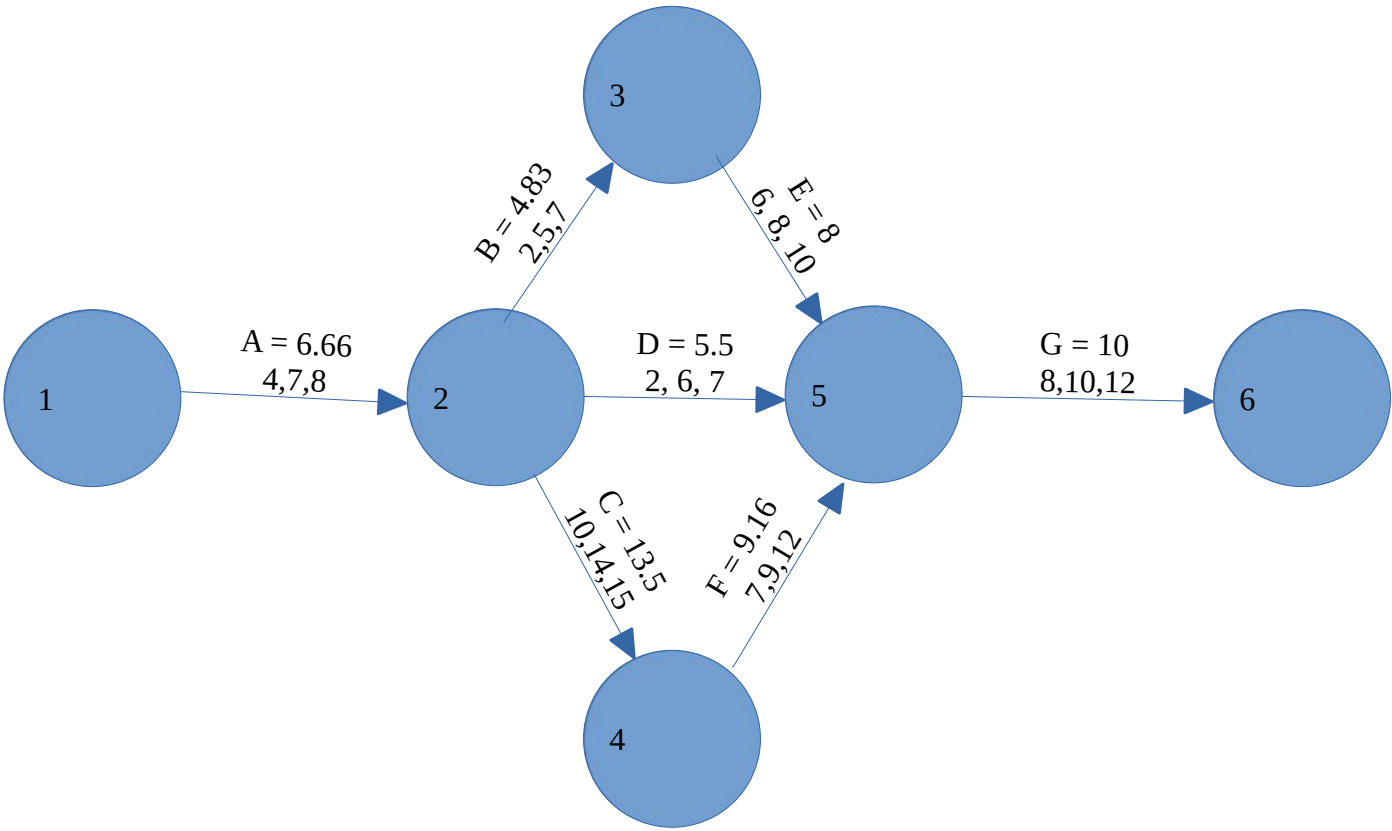 3
B = 4.83
2,5,7
E = 8
6, 8, 10
A = 6.66
4,7,8
D = 5.5
2, 6, 7
G = 10
8,10,12
1
2
5
6
C = 13.5
10,14,15
F = 9.16
7,9,12
4